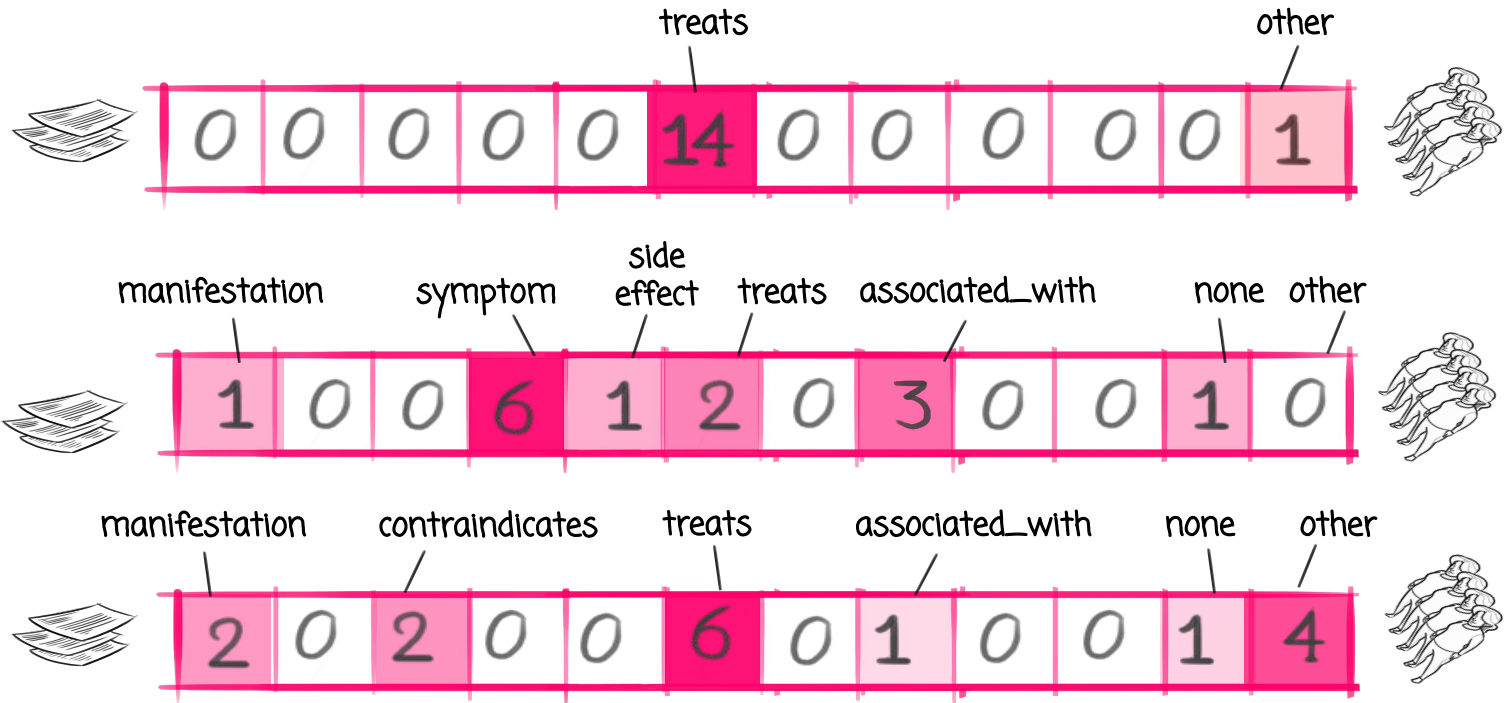 treats other
0 0 0 0 0 14 0 0 0 0 0 1
side
manifestation symptom effect treats associated_with none other
1 0 0 6 1 2 0 3 0 0 1 0
manifestation contraindicates treats associated_with none other
2 0 2 0 0 6 0 1 0 0 1 4